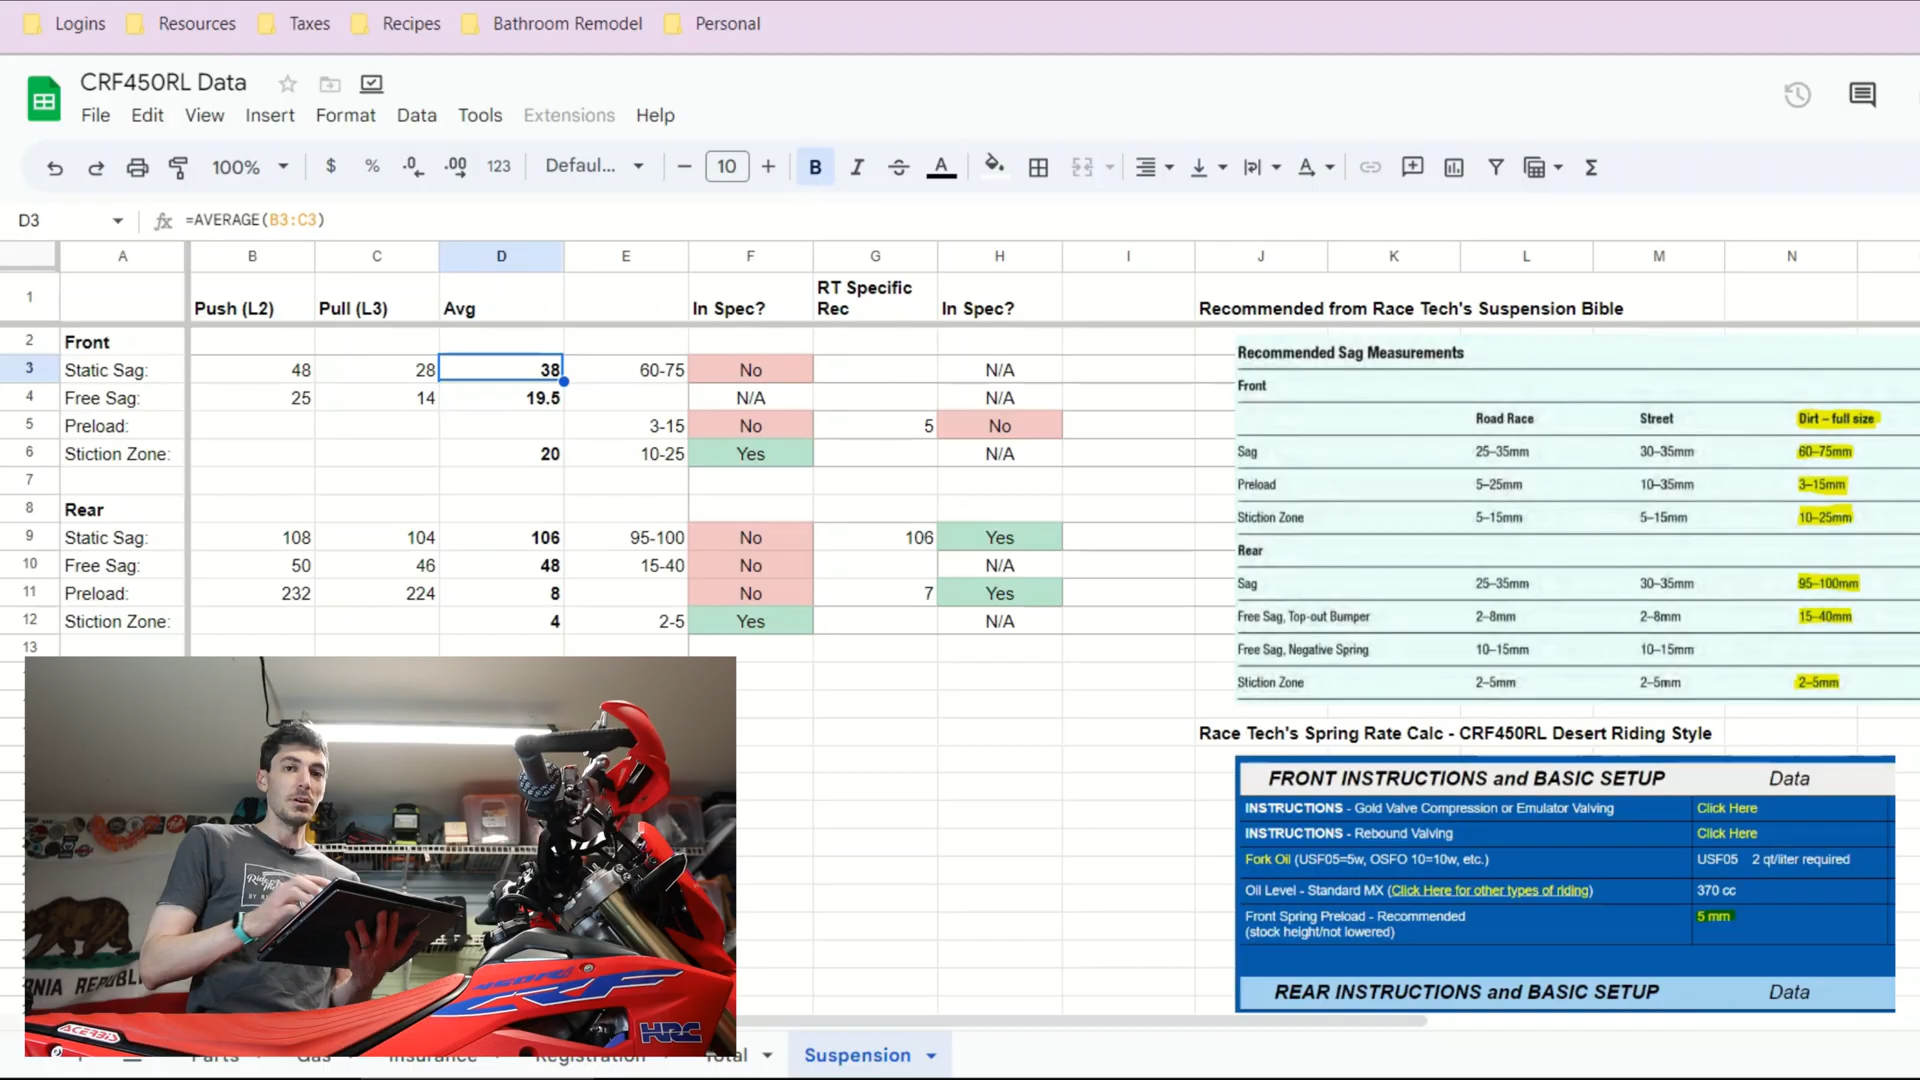 Logins Resources Taxes Recipes Bathroom Remodel Personal
CRF450RL Data
File Edit View Insert Format Data Tools Extensions Help
100% $ % .0 .00 123 Defaul... 10 B I A
D3 =AVERAGE(B3:C3)
A B C D E F G H I J K L M N
1 Push (L2) Pull (L3) Avg In Spec? RT Specific Rec In Spec? Recommended from Race Tech's Suspension Bible
2 Front
3 Static Sag: 48 28 38 60-75 No N/A
4 Free Sag: 25 14 19.5 N/A N/A
5 Preload: 3-15 No 5 No
6 Stiction Zone: 20 10-25 Yes N/A
7
8 Rear
9 Static Sag: 108 104 106 95-100 No 106 Yes
10 Free Sag: 50 46 48 15-40 No N/A
11 Preload: 232 224 8 No 7 Yes
12 Stiction Zone: 4 2-5 Yes N/A
13
Recommended Sag Measurements
Front
Road Race Street Dirt – full size
Sag 25–35mm 30–35mm 60–75mm
Preload 5–25mm 10–35mm 3–15mm
Stiction Zone 5–15mm 5–15mm 10–25mm
Rear
Sag 25–35mm 30–35mm 95–100mm
Free Sag, Top-out Bumper 2–8mm 2–8mm 15–40mm
Free Sag, Negative Spring 10–15mm 10–15mm
Stiction Zone 2–5mm 2–5mm 2–5mm
Race Tech's Spring Rate Calc - CRF450RL Desert Riding Style
FRONT INSTRUCTIONS and BASIC SETUP Data
INSTRUCTIONS - Gold Valve Compression or Emulator Valving Click Here
INSTRUCTIONS - Rebound Valving Click Here
Fork Oil (USF05=5w, OSFO 10=10w, etc.) USF05 2 qt/liter required
Oil Level - Standard MX (Click Here for other types of riding) 370 cc
Front Spring Preload - Recommended 5 mm
(stock height/not lowered)
REAR INSTRUCTIONS and BASIC SETUP Data
ACERBIS
450RL
CRF
HRC
Parts Gas Insurance Registration Total Suspension